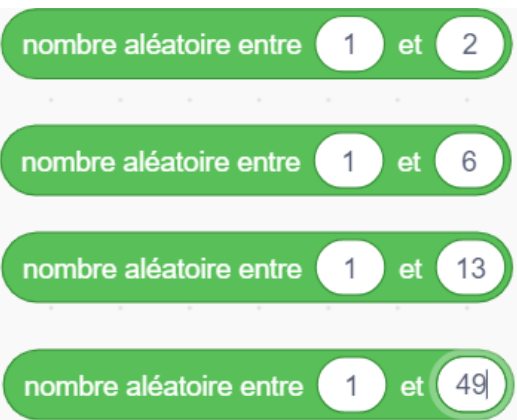 nombre aléatoire entre 1 et 2
nombre aléatoire entre 1 et 6
nombre aléatoire entre 1 et 13
nombre aléatoire entre 1 et 49